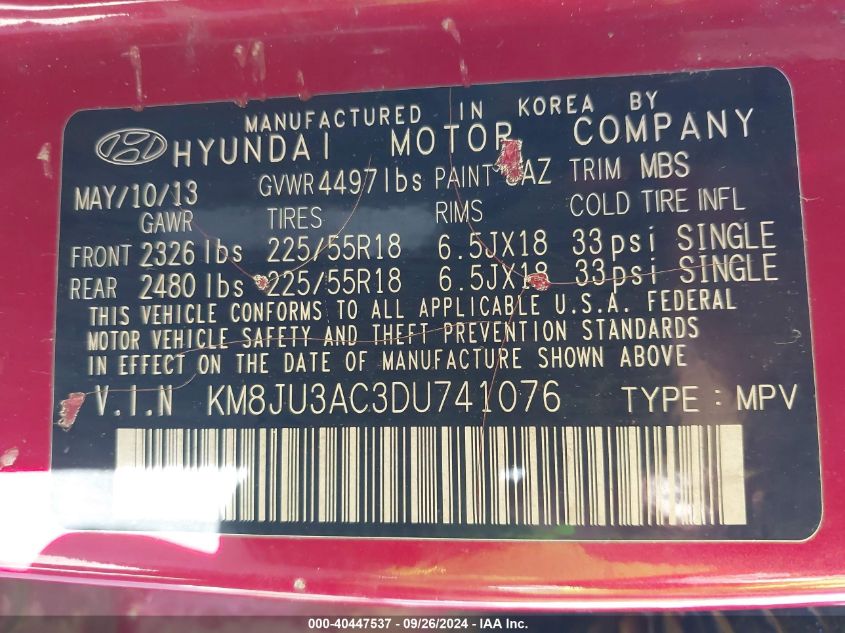 MANUFACTURED IN KOREA BY
HYUNDAI MOTOR COMPANY
MAY/10/13 GVWR 4497lbs PAINT TRIM MBS
GAWR TIRES RIMS COLD TIRE INFL
FRONT 2326 lbs 225/55R18 6.5JX18 33psi SINGLE
REAR 2480 lbs 225/55R18 6.5JX18 33psi SINGLE
THIS VEHICLE CONFORMS TO ALL APPLICABLE U.S.A. FEDERAL
MOTOR VEHICLE SAFETY AND THEFT PREVENTION STANDARDS
IN EFFECT ON THE DATE OF MANUFACTURE SHOWN ABOVE
V.I.N KM8JU3AC3DU741076 TYPE : MPV
000-40447537 - 09/26/2024 - IAA Inc.